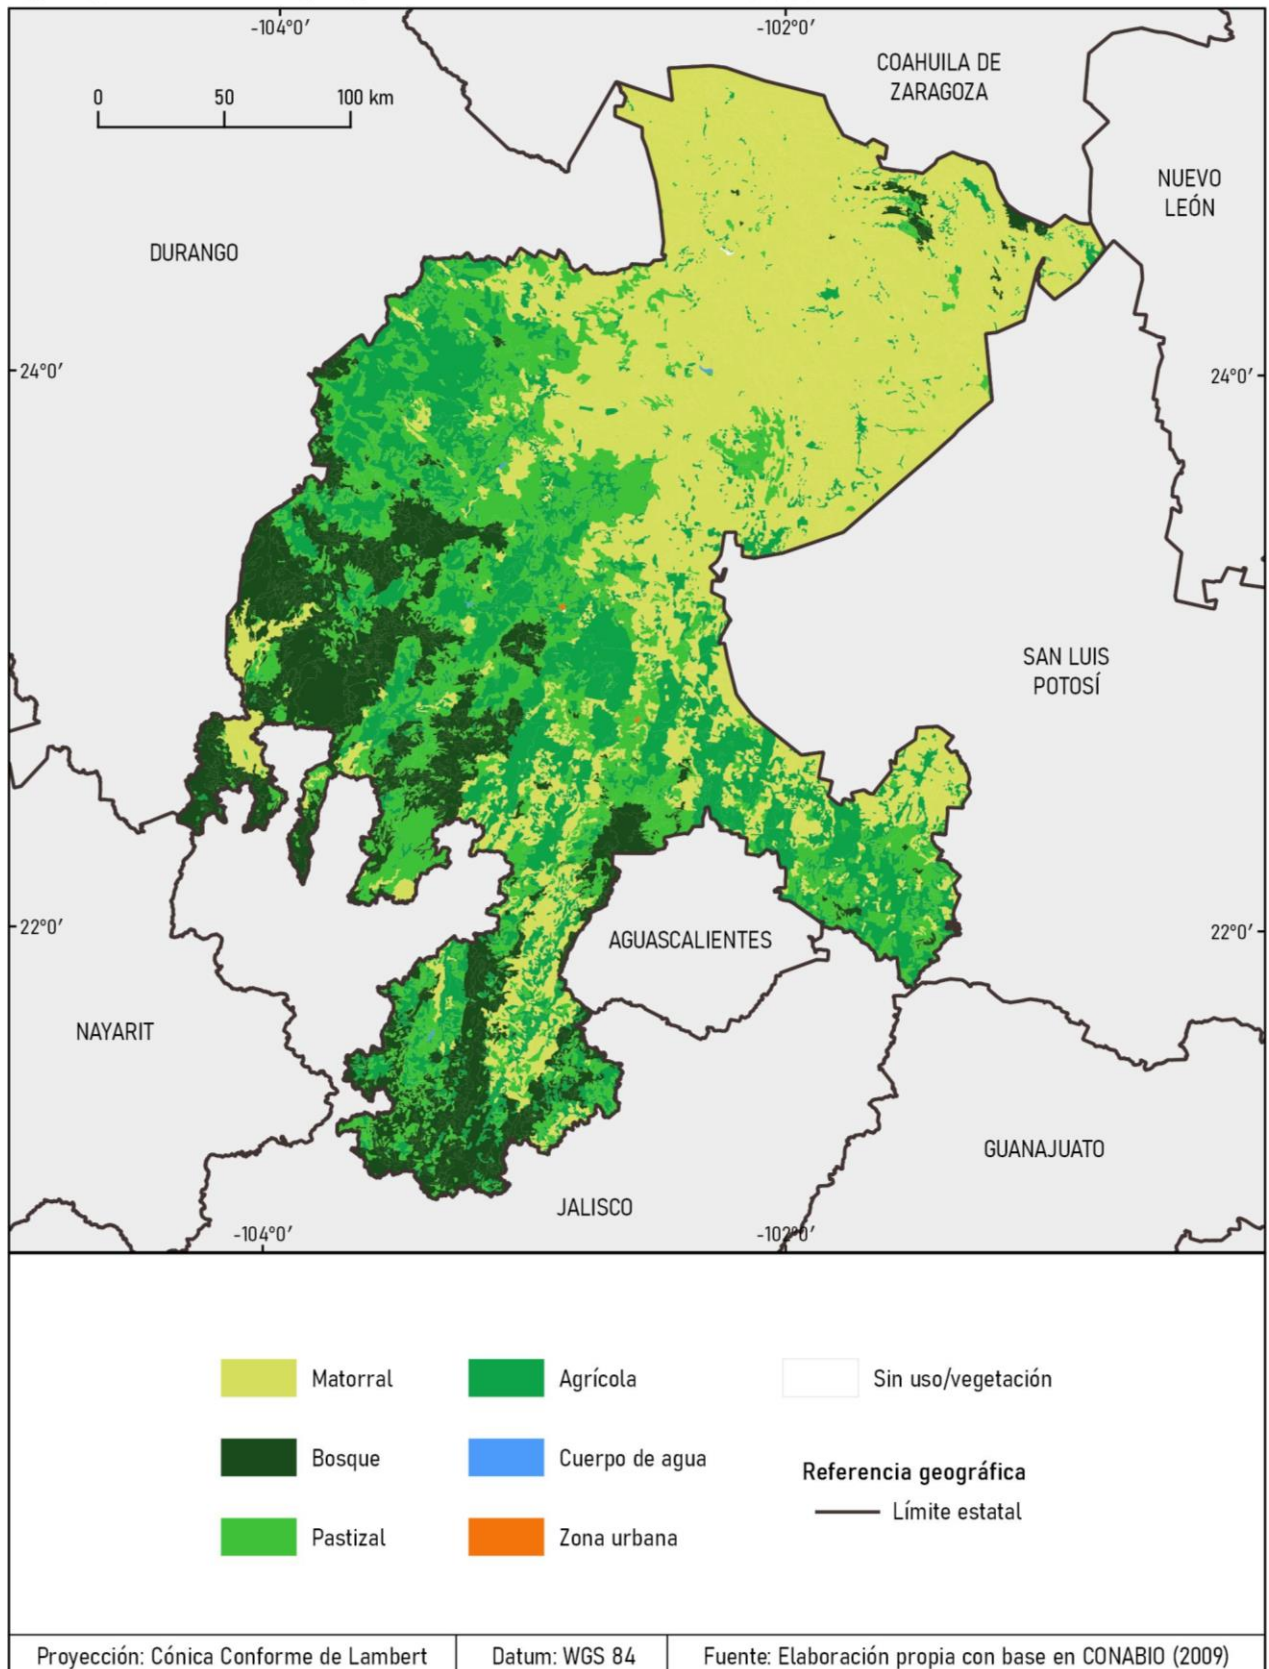 -104°0′
-102°0′
0 50 100 km
COAHUILA DE
ZARAGOZA
NUEVO
LEÓN
DURANGO
24°0′
24°0′
SAN LUIS
POTOSÍ
22°0′
22°0′
AGUASCALIENTES
NAYARIT
GUANAJUATO
JALISCO
-104°0′
-102°0′
Matorral
Agrícola
Sin uso/vegetación
Bosque
Cuerpo de agua
Referencia geográfica
Límite estatal
Pastizal
Zona urbana
Proyección: Cónica Conforme de Lambert
Datum: WGS 84
Fuente: Elaboración propia con base en CONABIO (2009)